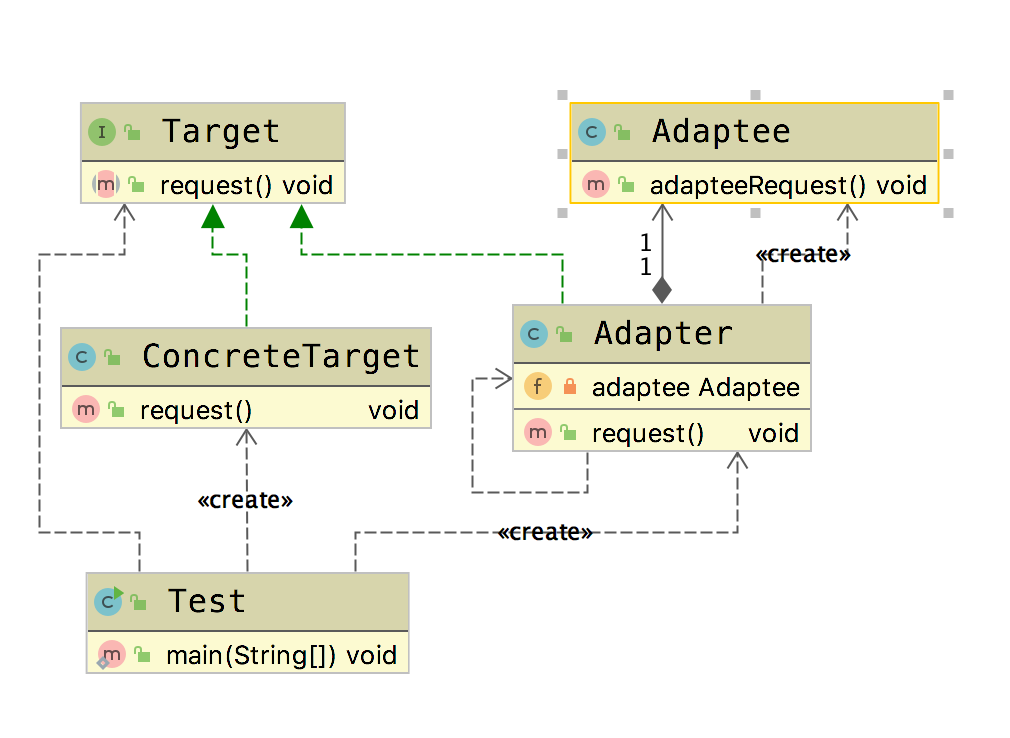 I Target
m request() void
C Adaptee
m adapteeRequest() void
1
1
«create»
C ConcreteTarget
m request() void
C Adapter
f adaptee Adaptee
m request() void
«create»
«create»
C Test
m main(String[]) void